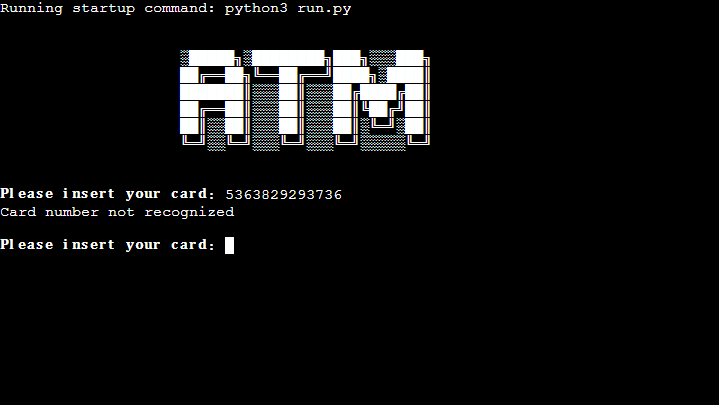 Running startup command: python3 run.py
ATM
Please insert your card: 5363829293736
Card number not recognized
Please insert your card: